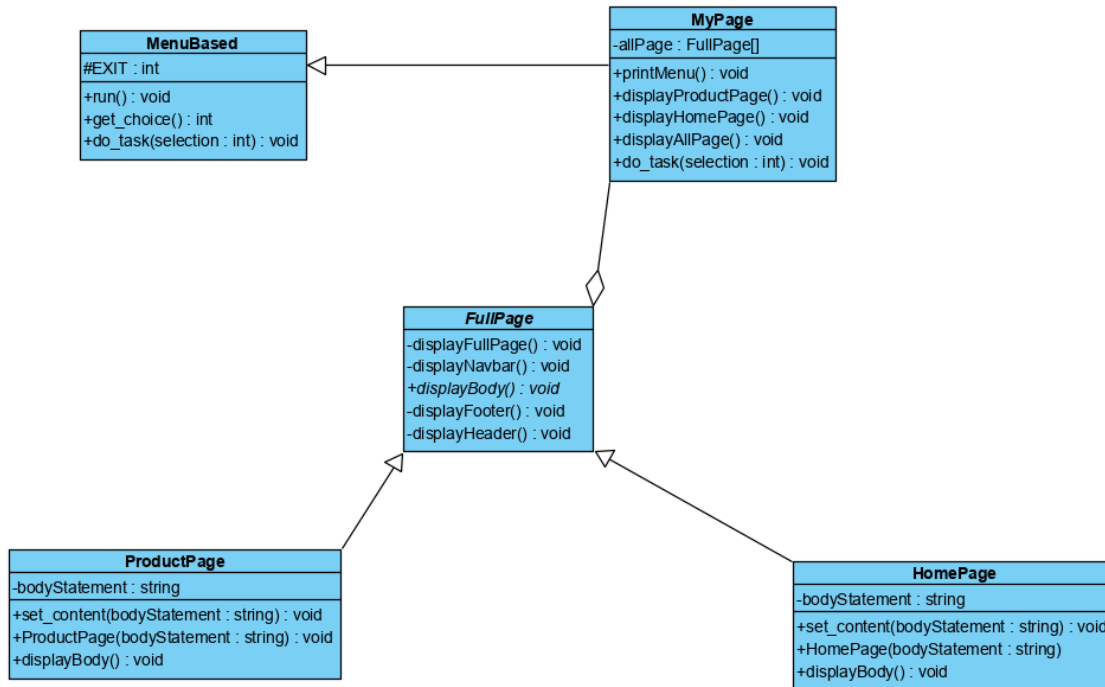 MenuBased
#EXIT : int
+run() : void
+get_choice() : int
+do_task(selection : int) : void
MyPage
-allPage : FullPage[]
+printMenu() : void
+displayProductPage() : void
+displayHomePage() : void
+displayAllPage() : void
+do_task(selection : int) : void
FullPage
-displayFullPage() : void
-displayNavbar() : void
+displayBody() : void
-displayFooter() : void
-displayHeader() : void
ProductPage
-bodyStatement : string
+set_content(bodyStatement : string) : void
+ProductPage(bodyStatement : string) : void
+displayBody() : void
HomePage
-bodyStatement : string
+set_content(bodyStatement : string) : void
+HomePage(bodyStatement : string)
+displayBody() : void